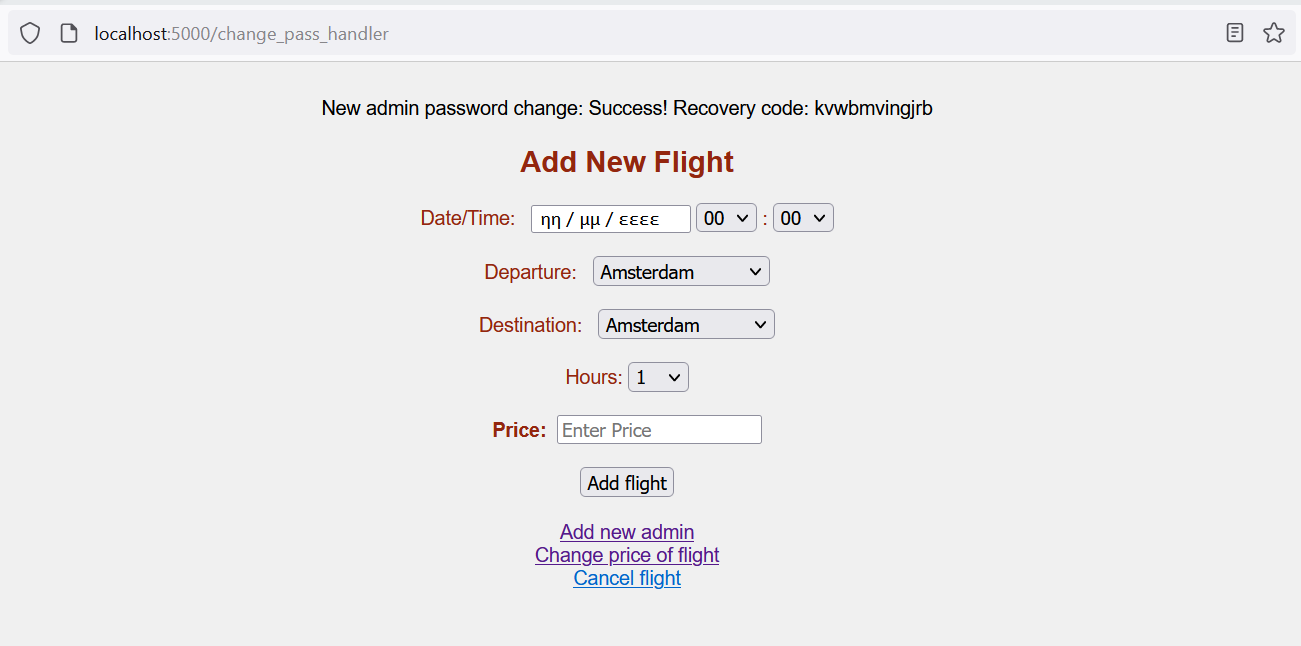 localhost:5000/change_pass_handler
New admin password change: Success! Recovery code: kvwbmvingjrb
Add New Flight
Date/Time: ηη / μμ / εεεε 00 : 00
Departure: Amsterdam
Destination: Amsterdam
Hours: 1
Price: Enter Price
Add flight
Add new admin
Change price of flight
Cancel flight